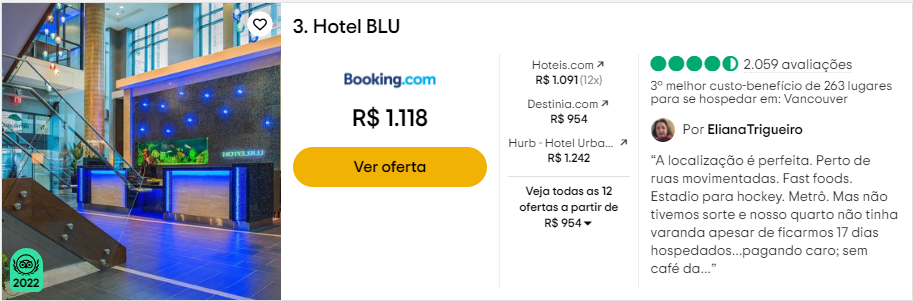 3. Hotel BLU
Booking.com
R$ 1.118
Ver oferta
Hoteis.com
R$ 1.091 (12x)
Destinia.com
R$ 954
Hurb - Hotel Urba...
R$ 1.242
Veja todas as 12
ofertas a partir de
R$ 954
2.059 avaliações
3º melhor custo-benefício de 263 lugares
para se hospedar em: Vancouver
Por ElianaTrigueiro
“A localização é perfeita. Perto de
ruas movimentadas. Fast foods.
Estadio para hockey. Metrô. Mas não
tivemos sorte e nosso quarto não tinha
varanda apesar de ficarmos 17 dias
hospedados...pagando caro; sem
café da...”
2022